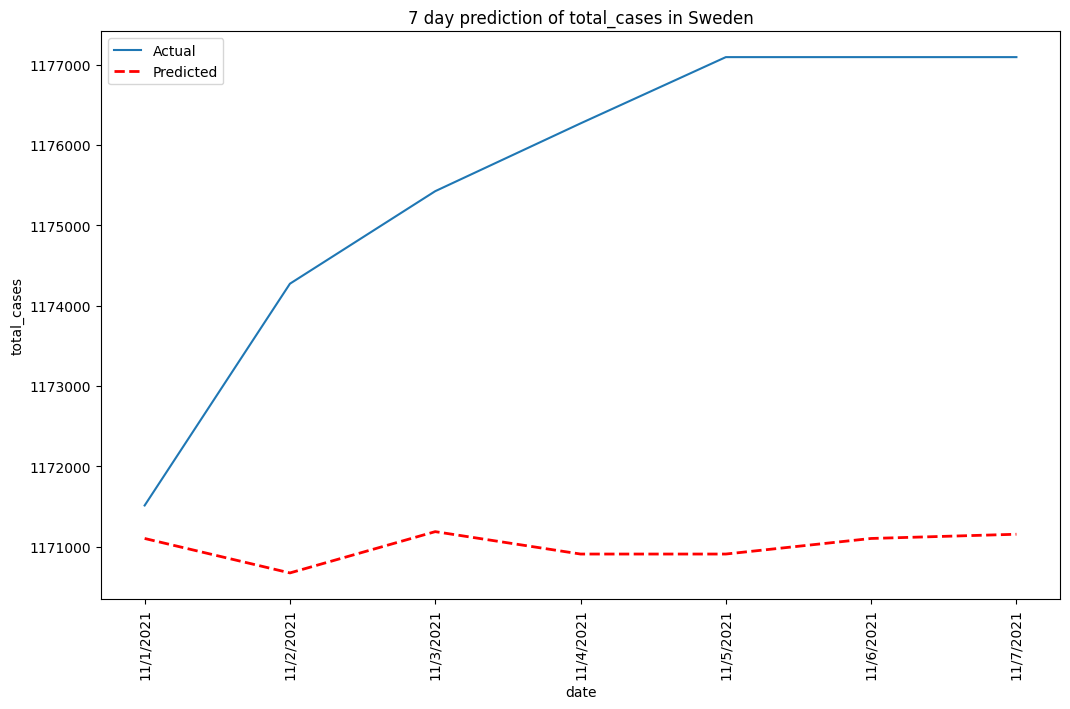 7 day prediction of total_cases in Sweden
Actual
Predicted
1177000
1176000
1175000
1174000
1173000
1172000
1171000
total_cases
11/1/2021
11/2/2021
11/3/2021
11/4/2021
11/5/2021
11/6/2021
11/7/2021
date